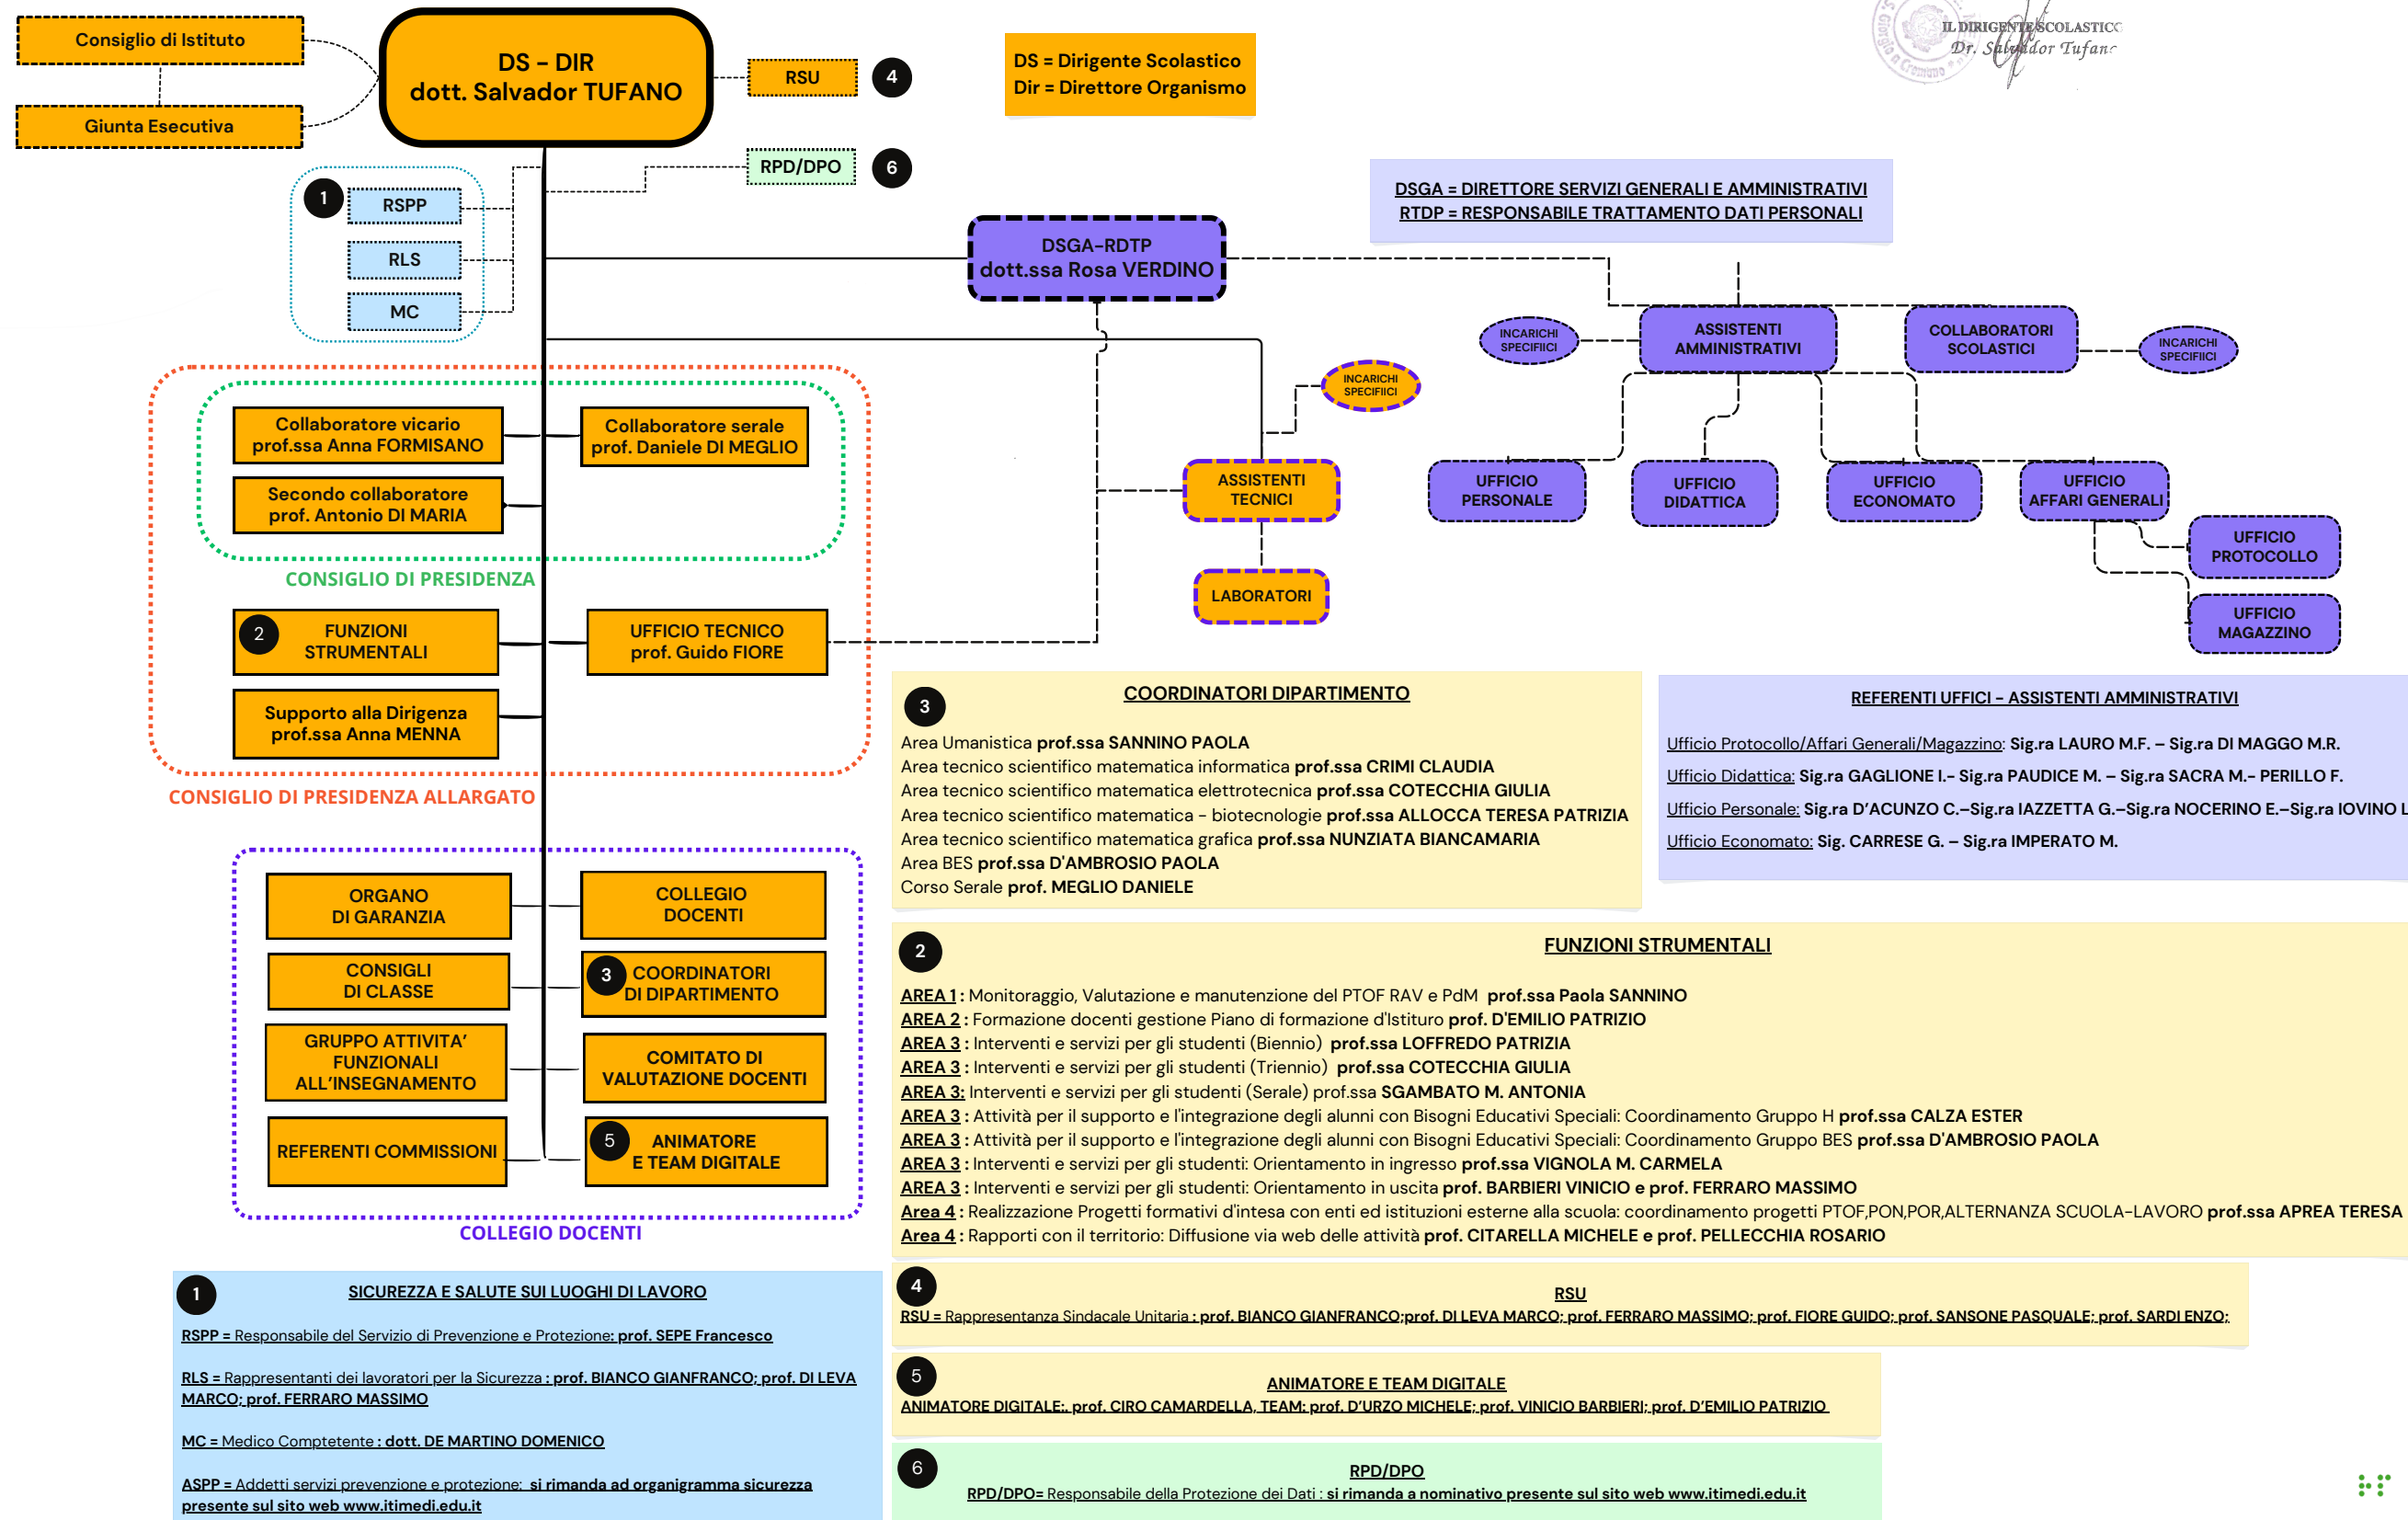 Consiglio di Istituto
Giunta Esecutiva
DS - DIR
dott. Salvador TUFANO
RSU
4
DS = Dirigente Scolastico
Dir = Direttore Organismo
IL DIRIGENTE SCOLASTICO
Dr. Salvador Tufano
S. Giorgio a Cremano
RPD/DPO
6
1
RSPP
RLS
MC
DSGA = DIRETTORE SERVIZI GENERALI E AMMINISTRATIVI
RTDP = RESPONSABILE TRATTAMENTO DATI PERSONALI
DSGA-RDTP
dott.ssa Rosa VERDINO
INCARICHI
SPECIFIICI
ASSISTENTI
AMMINISTRATIVI
COLLABORATORI
SCOLASTICI
INCARICHI
SPECIFIICI
INCARICHI
SPECIFIICI
Collaboratore vicario
prof.ssa Anna FORMISANO
Collaboratore serale
prof. Daniele DI MEGLIO
Secondo collaboratore
prof. Antonio DI MARIA
CONSIGLIO DI PRESIDENZA
ASSISTENTI
TECNICI
UFFICIO
PERSONALE
UFFICIO
DIDATTICA
UFFICIO
ECONOMATO
UFFICIO
AFFARI GENERALI
UFFICIO
PROTOCOLLO
UFFICIO
MAGAZZINO
LABORATORI
2
FUNZIONI
STRUMENTALI
UFFICIO TECNICO
prof. Guido FIORE
Supporto alla Dirigenza
prof.ssa Anna MENNA
CONSIGLIO DI PRESIDENZA ALLARGATO
3
COORDINATORI DIPARTIMENTO
Area Umanistica prof.ssa SANNINO PAOLA
Area tecnico scientifico matematica informatica prof.ssa CRIMI CLAUDIA
Area tecnico scientifico matematica elettrotecnica prof.ssa COTECCHIA GIULIA
Area tecnico scientifico matematica - biotecnologie prof.ssa ALLOCCA TERESA PATRIZIA
Area tecnico scientifico matematica grafica prof.ssa NUNZIATA BIANCAMARIA
Area BES prof.ssa D'AMBROSIO PAOLA
Corso Serale prof. MEGLIO DANIELE
REFERENTI UFFICI - ASSISTENTI AMMINISTRATIVI
Ufficio Protocollo/Affari Generali/Magazzino: Sig.ra LAURO M.F. – Sig.ra DI MAGGO M.R.
Ufficio Didattica: Sig.ra GAGLIONE I.- Sig.ra PAUDICE M. – Sig.ra SACRA M.- PERILLO F.
Ufficio Personale: Sig.ra D'ACUNZO C.–Sig.ra IAZZETTA G.–Sig.ra NOCERINO E.–Sig.ra IOVINO L
Ufficio Economato: Sig. CARRESE G. – Sig.ra IMPERATO M.
ORGANO
DI GARANZIA
COLLEGIO
DOCENTI
CONSIGLI
DI CLASSE
3
COORDINATORI
DI DIPARTIMENTO
GRUPPO ATTIVITA'
FUNZIONALI
ALL'INSEGNAMENTO
COMITATO DI
VALUTAZIONE DOCENTI
REFERENTI COMMISSIONI
5
ANIMATORE
E TEAM DIGITALE
COLLEGIO DOCENTI
2
FUNZIONI STRUMENTALI
AREA 1 : Monitoraggio, Valutazione e manutenzione del PTOF RAV e PdM prof.ssa Paola SANNINO
AREA 2 : Formazione docenti gestione Piano di formazione d'Istituro prof. D'EMILIO PATRIZIO
AREA 3 : Interventi e servizi per gli studenti (Biennio) prof.ssa LOFFREDO PATRIZIA
AREA 3 : Interventi e servizi per gli studenti (Triennio) prof.ssa COTECCHIA GIULIA
AREA 3: Interventi e servizi per gli studenti (Serale) prof.ssa SGAMBATO M. ANTONIA
AREA 3 : Attività per il supporto e l'integrazione degli alunni con Bisogni Educativi Speciali: Coordinamento Gruppo H prof.ssa CALZA ESTER
AREA 3 : Attività per il supporto e l'integrazione degli alunni con Bisogni Educativi Speciali: Coordinamento Gruppo BES prof.ssa D'AMBROSIO PAOLA
AREA 3 : Interventi e servizi per gli studenti: Orientamento in ingresso prof.ssa VIGNOLA M. CARMELA
AREA 3 : Interventi e servizi per gli studenti: Orientamento in uscita prof. BARBIERI VINICIO e prof. FERRARO MASSIMO
Area 4 : Realizzazione Progetti formativi d'intesa con enti ed istituzioni esterne alla scuola: coordinamento progetti PTOF,PON,POR,ALTERNANZA SCUOLA-LAVORO prof.ssa APREA TERESA
Area 4 : Rapporti con il territorio: Diffusione via web delle attività prof. CITARELLA MICHELE e prof. PELLECCHIA ROSARIO
1
SICUREZZA E SALUTE SUI LUOGHI DI LAVORO
RSPP = Responsabile del Servizio di Prevenzione e Protezione: prof. SEPE Francesco
RLS = Rappresentanti dei lavoratori per la Sicurezza : prof. BIANCO GIANFRANCO; prof. DI LEVA
MARCO; prof. FERRARO MASSIMO
MC = Medico Comptetente : dott. DE MARTINO DOMENICO
ASPP = Addetti servizi prevenzione e protezione: si rimanda ad organigramma sicurezza
presente sul sito web www.itimedi.edu.it
4
RSU
RSU = Rappresentanza Sindacale Unitaria : prof. BIANCO GIANFRANCO;prof. DI LEVA MARCO; prof. FERRARO MASSIMO; prof. FIORE GUIDO; prof. SANSONE PASQUALE; prof. SARDI ENZO;
5
ANIMATORE E TEAM DIGITALE
ANIMATORE DIGITALE:. prof. CIRO CAMARDELLA, TEAM: prof. D'URZO MICHELE; prof. VINICIO BARBIERI; prof. D'EMILIO PATRIZIO
6
RPD/DPO
RPD/DPO= Responsabile della Protezione dei Dati : si rimanda a nominativo presente sul sito web www.itimedi.edu.it